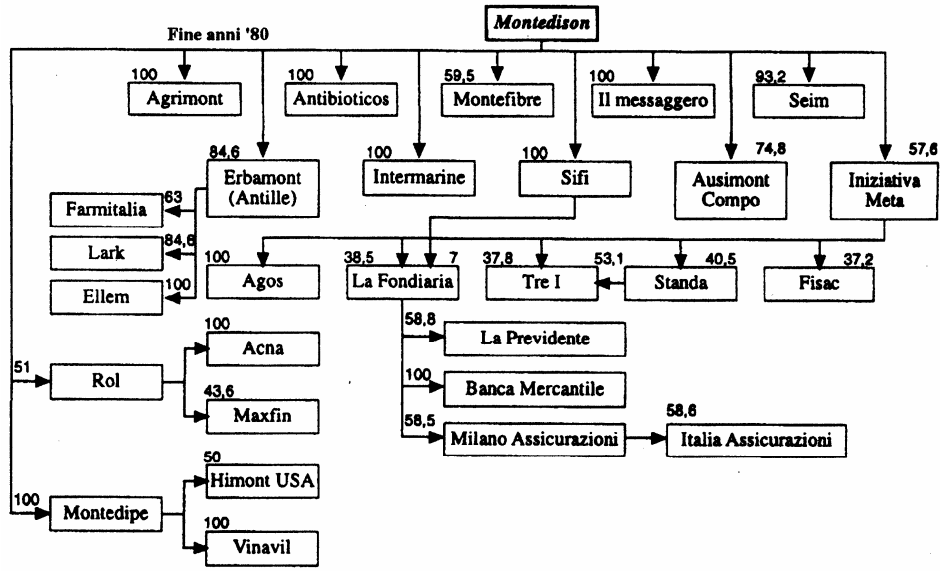 Montedison
Fine anni '80
100
Agrimont
100
Antibioticos
59,5
Montefibre
100
Il messaggero
93,2
Seim
84,6
Erbamont
(Antille)
100
Intermarine
100
Sifi
74,8
Ausimont
Compo
57,6
Iniziativa
Meta
63
Farmitalia
84,6
Lark
100
Ellem
100
Agos
38,5
7
La Fondiaria
37,8
Tre I
53,1
40,5
Standa
37,2
Fisac
58,8
La Previdente
100
Banca Mercantile
58,5
Milano Assicurazioni
58,6
Italia Assicurazioni
51
Rol
100
Acna
43,6
Maxfin
100
Montedipe
50
Himont USA
100
Vinavil